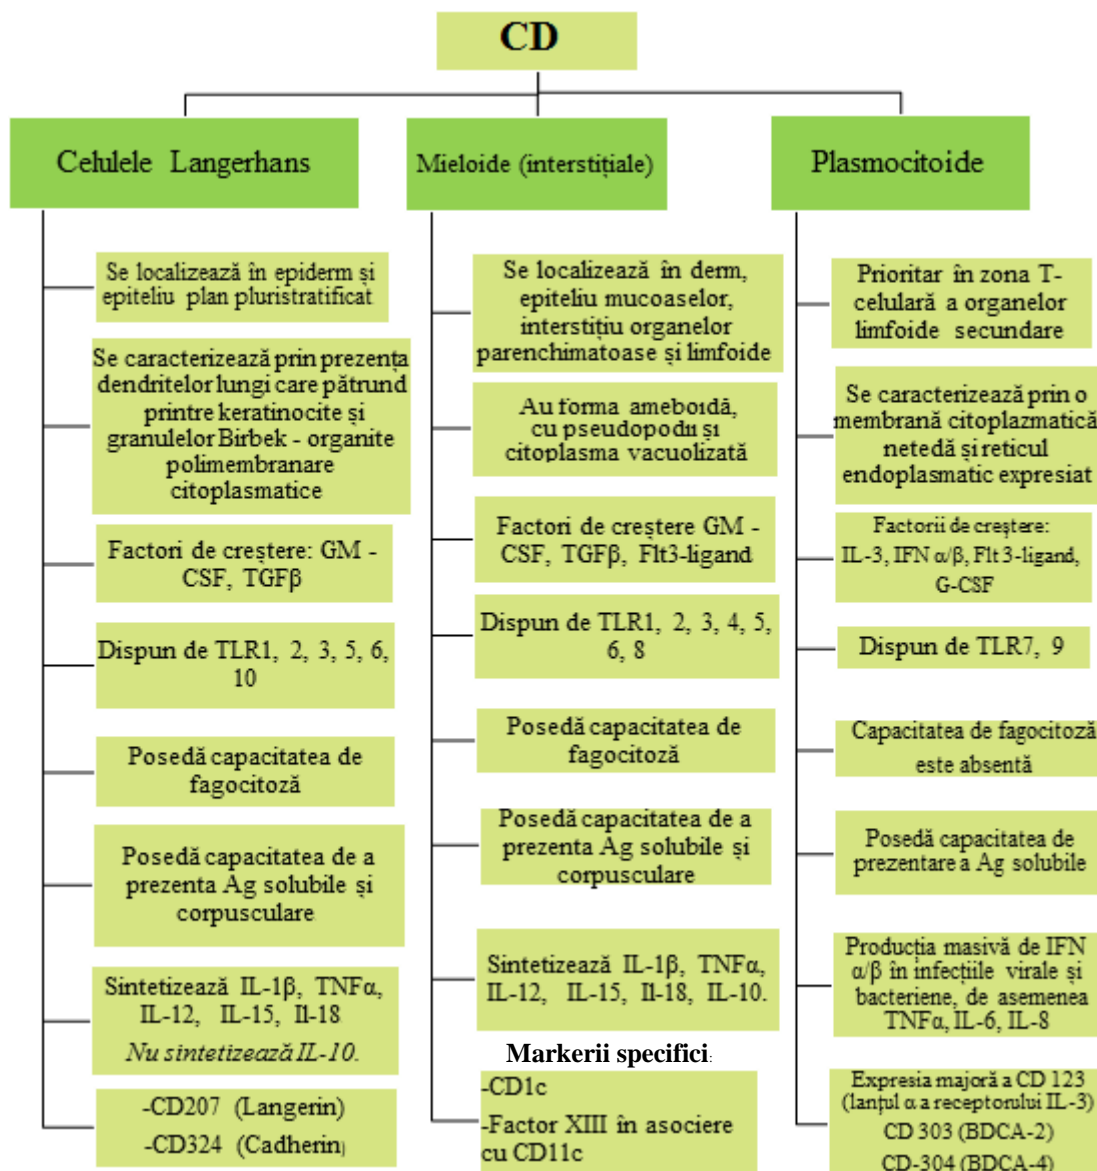 CD
Celulele Langerhans
Se localizează în epiderm și
epiteliu plan pluristratificat
Se caracterizează prin prezența
dendritelor lungi care pătrund
printre keratinocite și
granulelor Birbek - organite
polimembranare
citoplasmatice
Factori de creștere: GM -
CSF, TGFβ
Dispun de TLR1, 2, 3, 5, 6,
10
Posedă capacitatea de
fagocitoză
Posedă capacitatea de a
prezenta Ag solubile și
corpusculare
Sintetizează IL-1β, TNFα,
IL-12, IL-15, Il-18
Nu sintetizează IL-10.
-CD207 (Langerin)
-CD324 (Cadherin)
Mieloide (interstițiale)
Se localizează în derm,
epiteliu mucoaselor,
interstițiu organelor
parenchimatoase și limfoide
Au forma ameboidă,
cu pseudopodii și
citoplasma vacuolizată
Factori de creștere GM -
CSF, TGFβ, Flt3-ligand
Dispun de TLR1, 2, 3, 4, 5,
6, 8
Posedă capacitatea de
fagocitoză
Posedă capacitatea de a
prezenta Ag solubile și
corpusculare
Sintetizează IL-1β, TNFα,
IL-12, IL-15, Il-18, IL-10.
Markerii specifici:
-CD1c
-Factor XIII în asociere
cu CD11c
Plasmocitoide
Prioritar în zona T-
celulară a organelor
limfoide secundare
Se caracterizează prin o
membrană citoplazmatică
netedă și reticul
endoplasmatic expresiat
Factorii de creștere:
IL-3, IFN α/β, Flt 3-ligand,
G-CSF
Dispun de TLR7, 9
Capacitatea de fagocitoză
este absentă
Posedă capacitatea de
prezentare a Ag solubile
Producția masivă de IFN
α/β în infecțiile virale și
bacteriene, de asemenea
TNFα, IL-6, IL-8
Expresia majoră a CD 123
(lanțul α a receptorului IL-3)
CD 303 (BDCA-2)
CD-304 (BDCA-4)